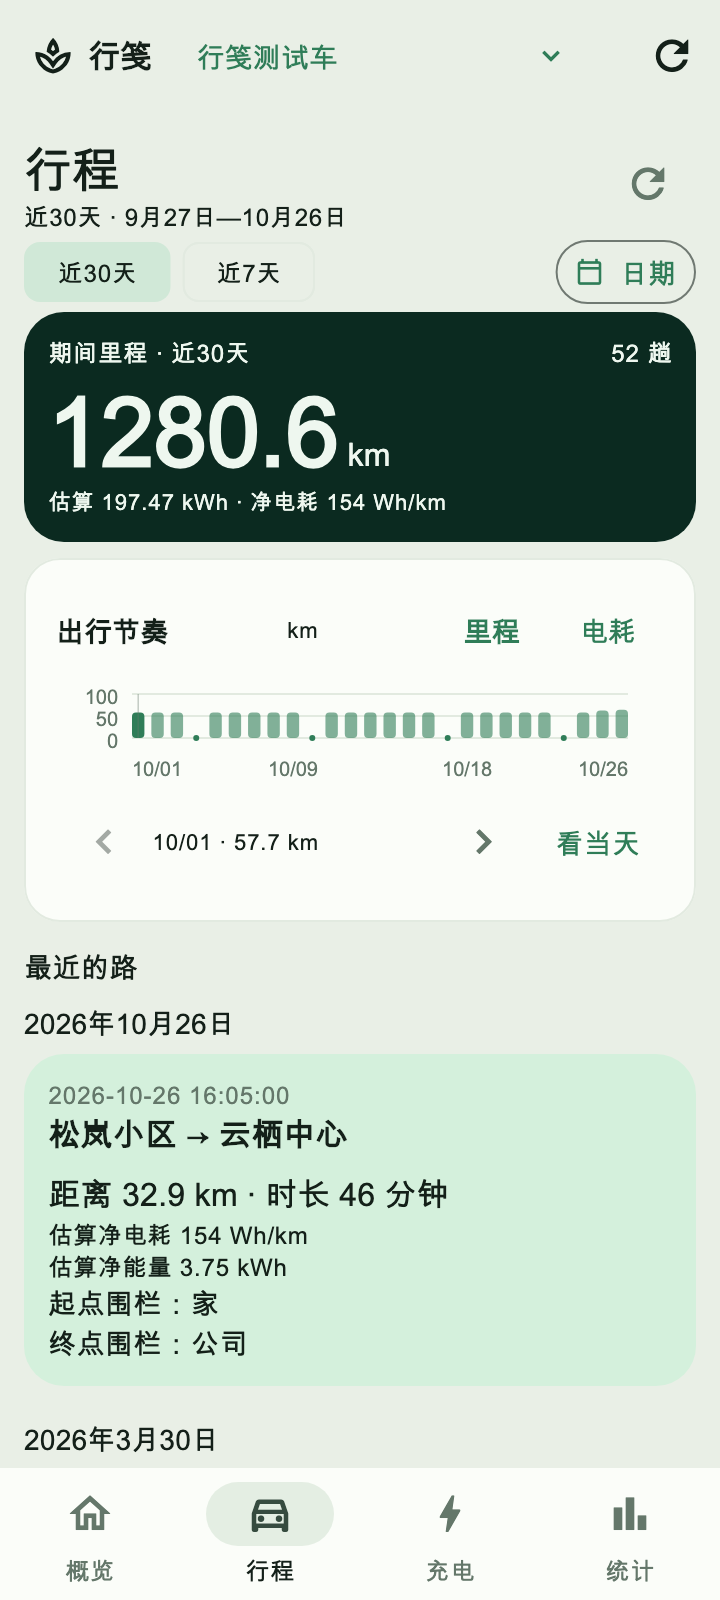 行笺 行笺测试车
行程
近30天 · 9月27日—10月26日
近30天 近7天 日期
期间里程 · 近30天 52 趟
1280.6 km
估算 197.47 kWh · 净电耗 154 Wh/km
出行节奏 km 里程 电耗
100
50
0
10/01 10/09 10/18 10/26
10/01 · 57.7 km 看当天
最近的路
2026年10月26日
2026-10-26 16:05:00
松岚小区 → 云栖中心
距离 32.9 km · 时长 46 分钟
估算净电耗 154 Wh/km
估算净能量 3.75 kWh
起点围栏：家
终点围栏：公司
2026年3月30日
概览 行程 充电 统计